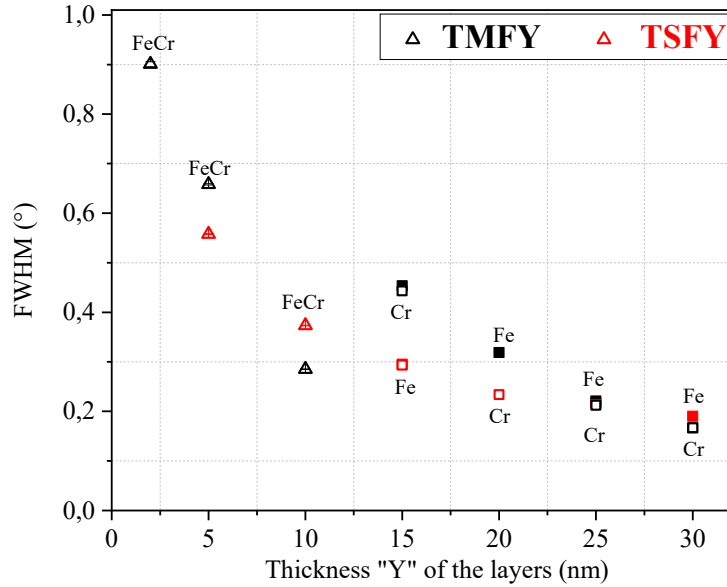 TMFY TSFY
1,0
0,8
0,6
0,4
0,2
0,0
FWHM (°)
FeCr
FeCr
FeCr
Cr
Fe
Fe
Cr
Fe
Cr
Fe
Cr
0 5 10 15 20 25 30
Thickness "Y" of the layers (nm)